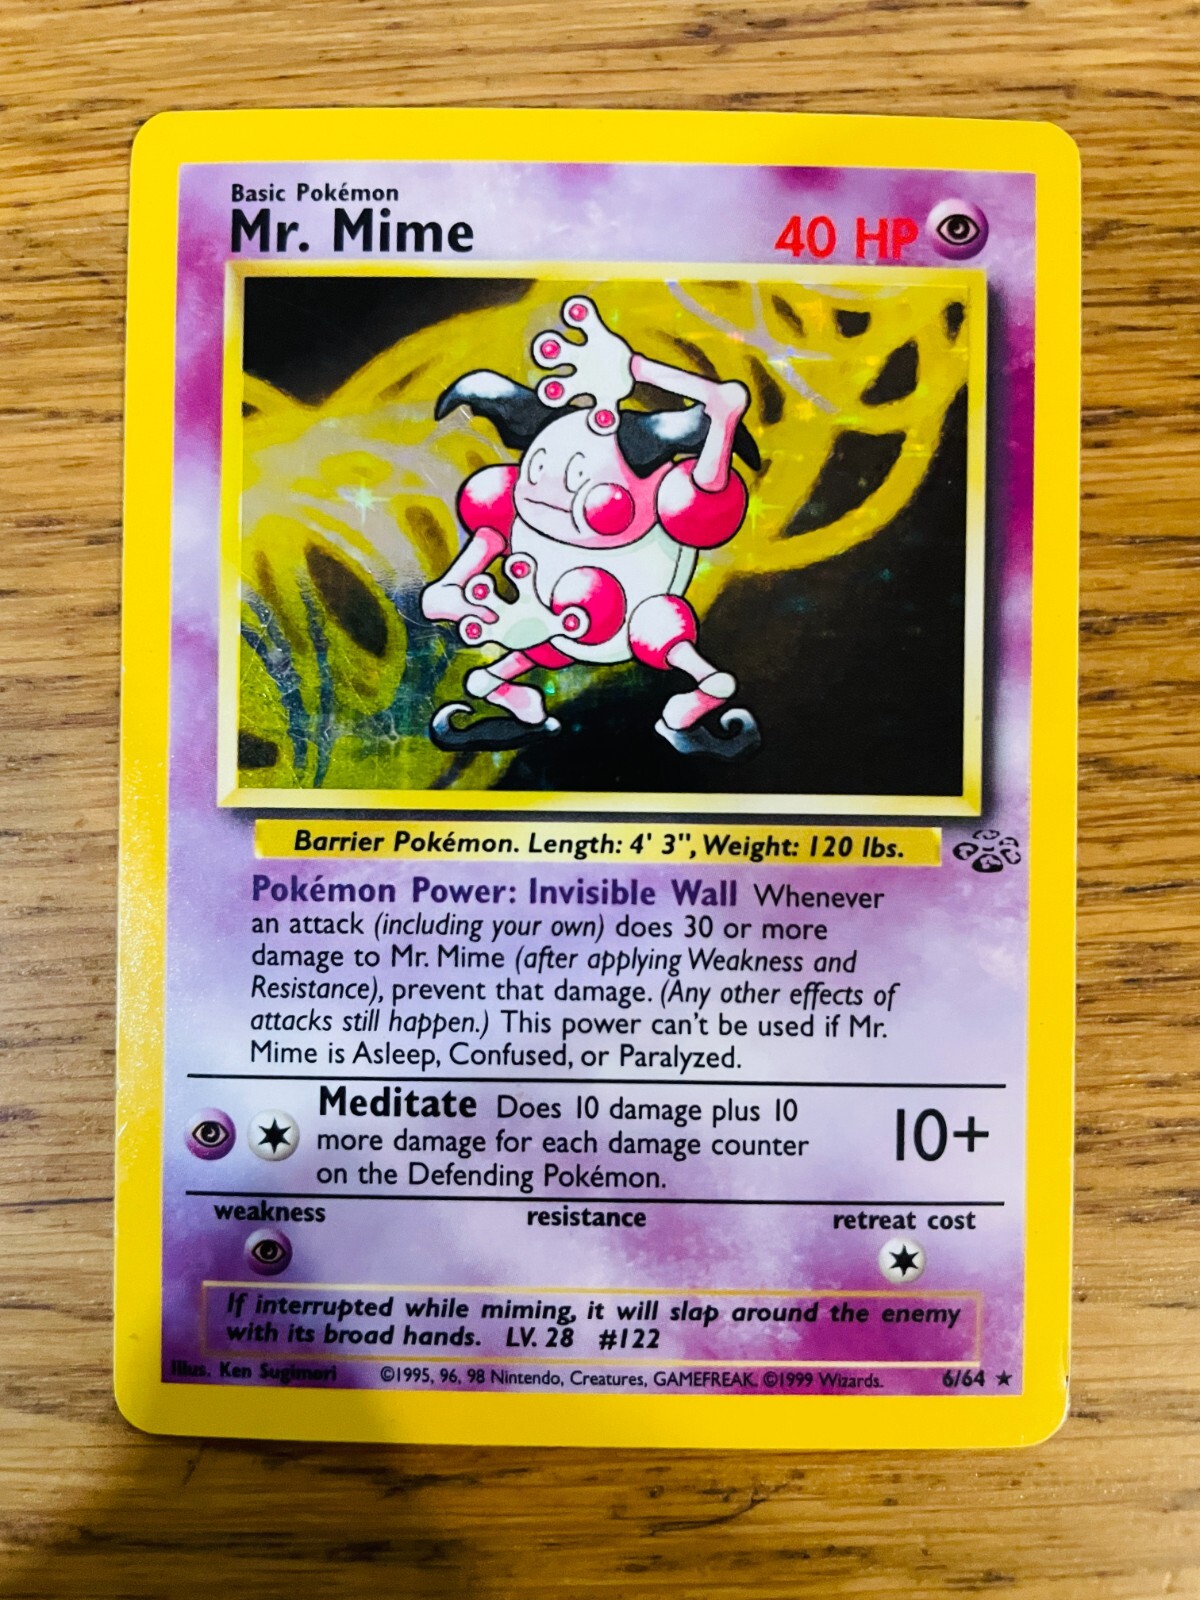 Basic Pokémon
Mr. Mime
40 HP
Barrier Pokémon. Length: 4' 3", Weight: 120 lbs.
Pokémon Power: Invisible Wall Whenever
an attack (including your own) does 30 or more
damage to Mr. Mime (after applying Weakness and
Resistance), prevent that damage. (Any other effects of
attacks still happen.) This power can't be used if Mr.
Mime is Asleep, Confused, or Paralyzed.
Meditate Does 10 damage plus 10
more damage for each damage counter
on the Defending Pokémon.
10+
weakness
resistance
retreat cost
If interrupted while miming, it will slap around the enemy
with its broad hands. LV. 28 #122
Illus. Ken Sugimori
©1995, 96, 98 Nintendo, Creatures, GAMEFREAK. ©1999 Wizards.
6/64 ★